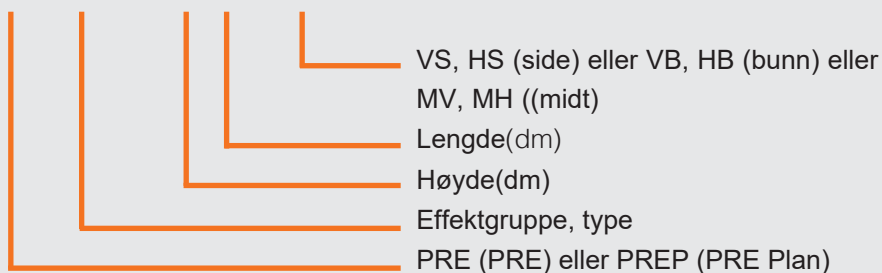 VS, HS (side) eller VB, HB (bunn) eller
MV, MH ((midt)
Lengde(dm)
Høyde(dm)
Effektgruppe, type
PRE (PRE) eller PREP (PRE Plan)